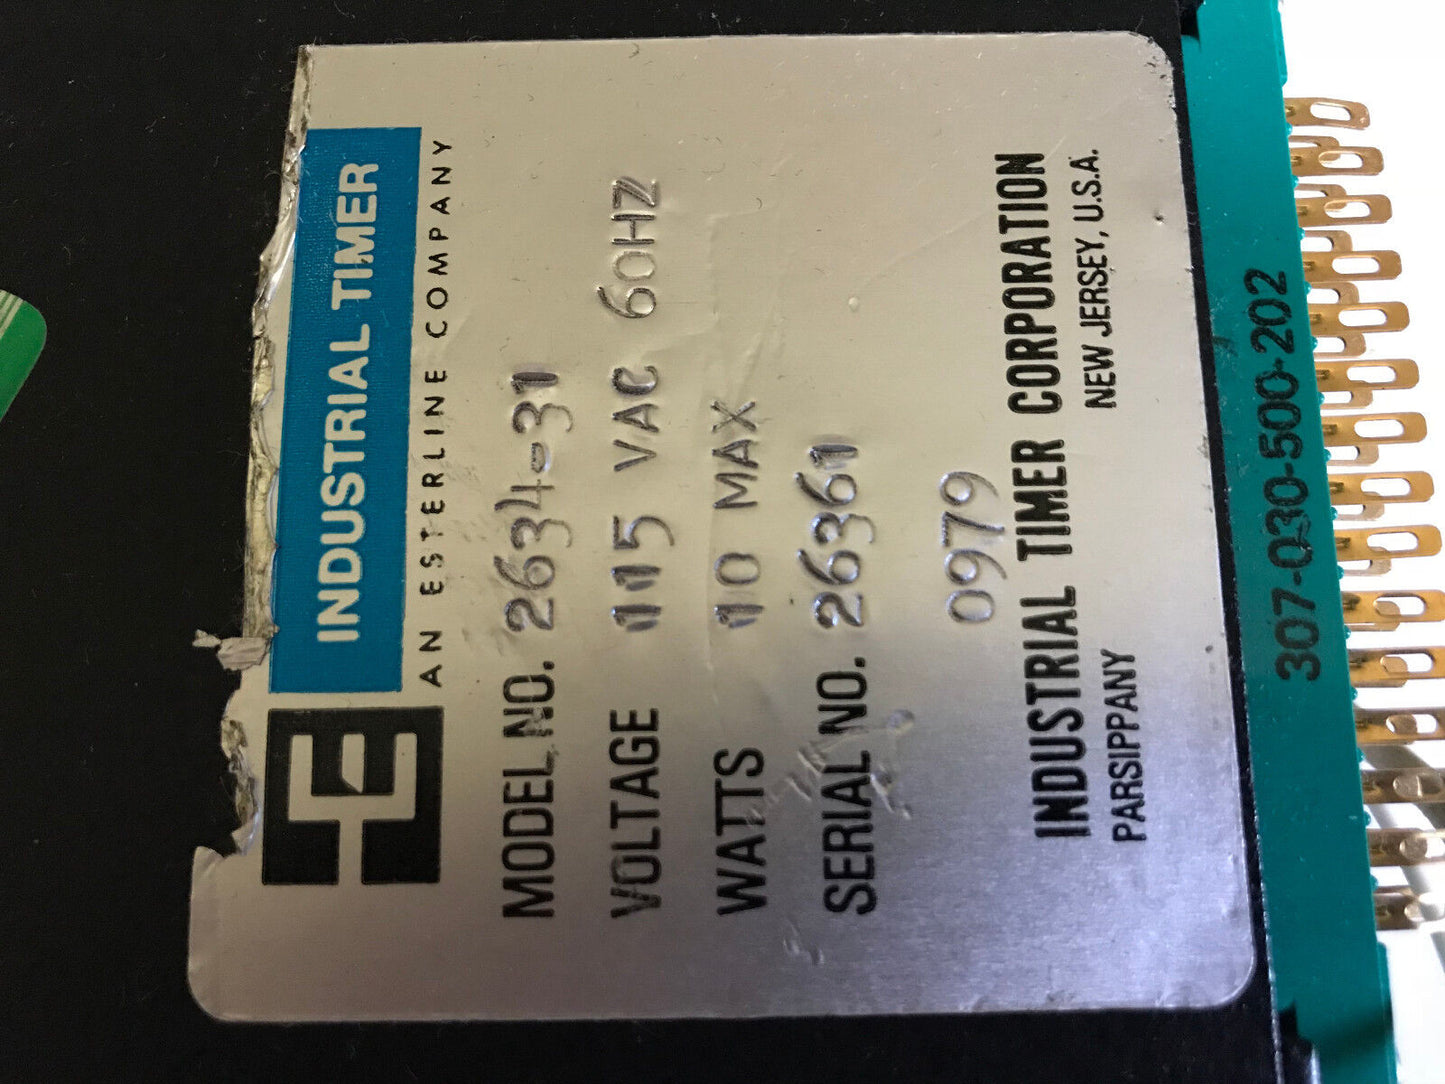 INDUSTRIAL TIMER
AN ESTERLINE COMPANY
MODEL NO. 2634-31
VOLTAGE 115 VAC 60HZ
WATTS 10 MAX
SERIAL NO. 26361
0979
INDUSTRIAL TIMER CORPORATION
PARSIPPANY NEW JERSEY, U.S.A.
307-030-500-202